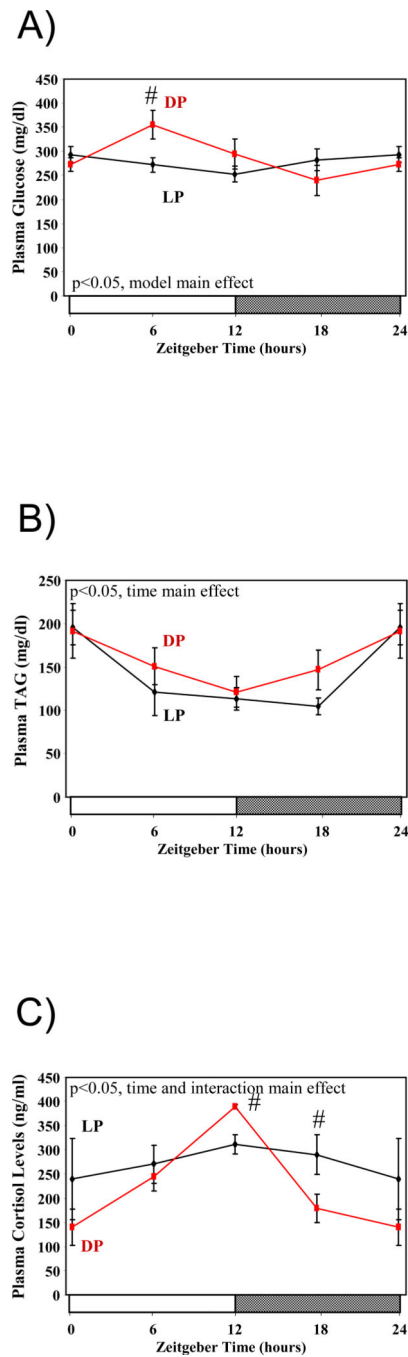 A)
450
400
350
300
250
200
150
100
50
0
Plasma Glucose (mg/dl)
#
DP
LP
p<0.05, model main effect
0 6 12 18 24
Zeitgeber Time (hours)
B)
250
200
150
100
50
0
Plasma TAG (mg/dl)
p<0.05, time main effect
DP
LP
0 6 12 18 24
Zeitgeber Time (hours)
C)
450
400
350
300
250
200
150
100
50
0
Plasma Cortisol Levels (ng/ml)
p<0.05, time and interaction main effect
#
#
LP
DP
0 6 12 18 24
Zeitgeber Time (hours)